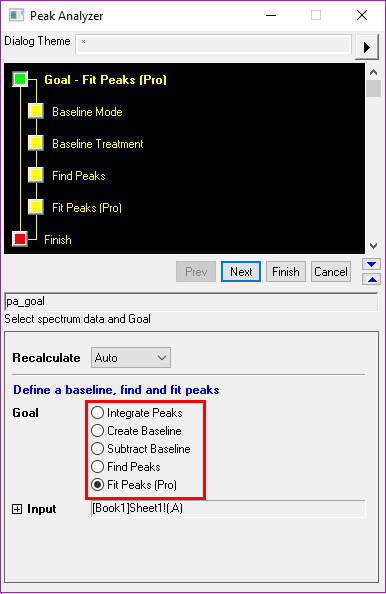 Peak Analyzer
Dialog Theme *
Goal - Fit Peaks (Pro)
Baseline Mode
Baseline Treatment
Find Peaks
Fit Peaks (Pro)
Finish
Prev Next Finish Cancel
pa_goal
Select spectrum data and Goal
Recalculate Auto
Define a baseline, find and fit peaks
Goal Integrate Peaks
Create Baseline
Subtract Baseline
Find Peaks
Fit Peaks (Pro)
Input [Book1]Sheet1!(,A)